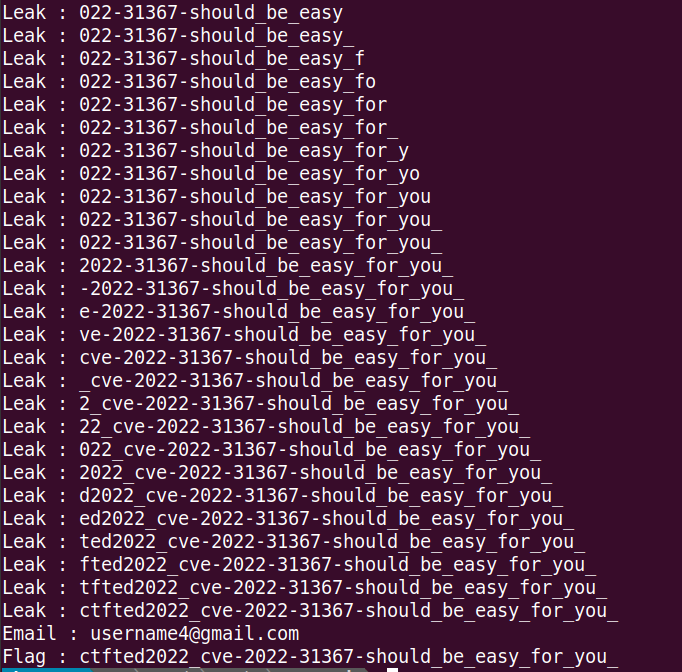 Leak : 022-31367-should_be_easy
Leak : 022-31367-should_be_easy_
Leak : 022-31367-should_be_easy_f
Leak : 022-31367-should_be_easy_fo
Leak : 022-31367-should_be_easy_for
Leak : 022-31367-should_be_easy_for_
Leak : 022-31367-should_be_easy_for_y
Leak : 022-31367-should_be_easy_for_yo
Leak : 022-31367-should_be_easy_for_you
Leak : 022-31367-should_be_easy_for_you_
Leak : 022-31367-should_be_easy_for_you_
Leak : 2022-31367-should_be_easy_for_you_
Leak : -2022-31367-should_be_easy_for_you_
Leak : e-2022-31367-should_be_easy_for_you_
Leak : ve-2022-31367-should_be_easy_for_you_
Leak : cve-2022-31367-should_be_easy_for_you_
Leak : _cve-2022-31367-should_be_easy_for_you_
Leak : 2_cve-2022-31367-should_be_easy_for_you_
Leak : 22_cve-2022-31367-should_be_easy_for_you_
Leak : 022_cve-2022-31367-should_be_easy_for_you_
Leak : 2022_cve-2022-31367-should_be_easy_for_you_
Leak : d2022_cve-2022-31367-should_be_easy_for_you_
Leak : ed2022_cve-2022-31367-should_be_easy_for_you_
Leak : ted2022_cve-2022-31367-should_be_easy_for_you_
Leak : fted2022_cve-2022-31367-should_be_easy_for_you_
Leak : tfted2022_cve-2022-31367-should_be_easy_for_you_
Leak : ctfted2022_cve-2022-31367-should_be_easy_for_you_
Email : username4@gmail.com
Flag : ctfted2022_cve-2022-31367-should_be_easy_for_you_